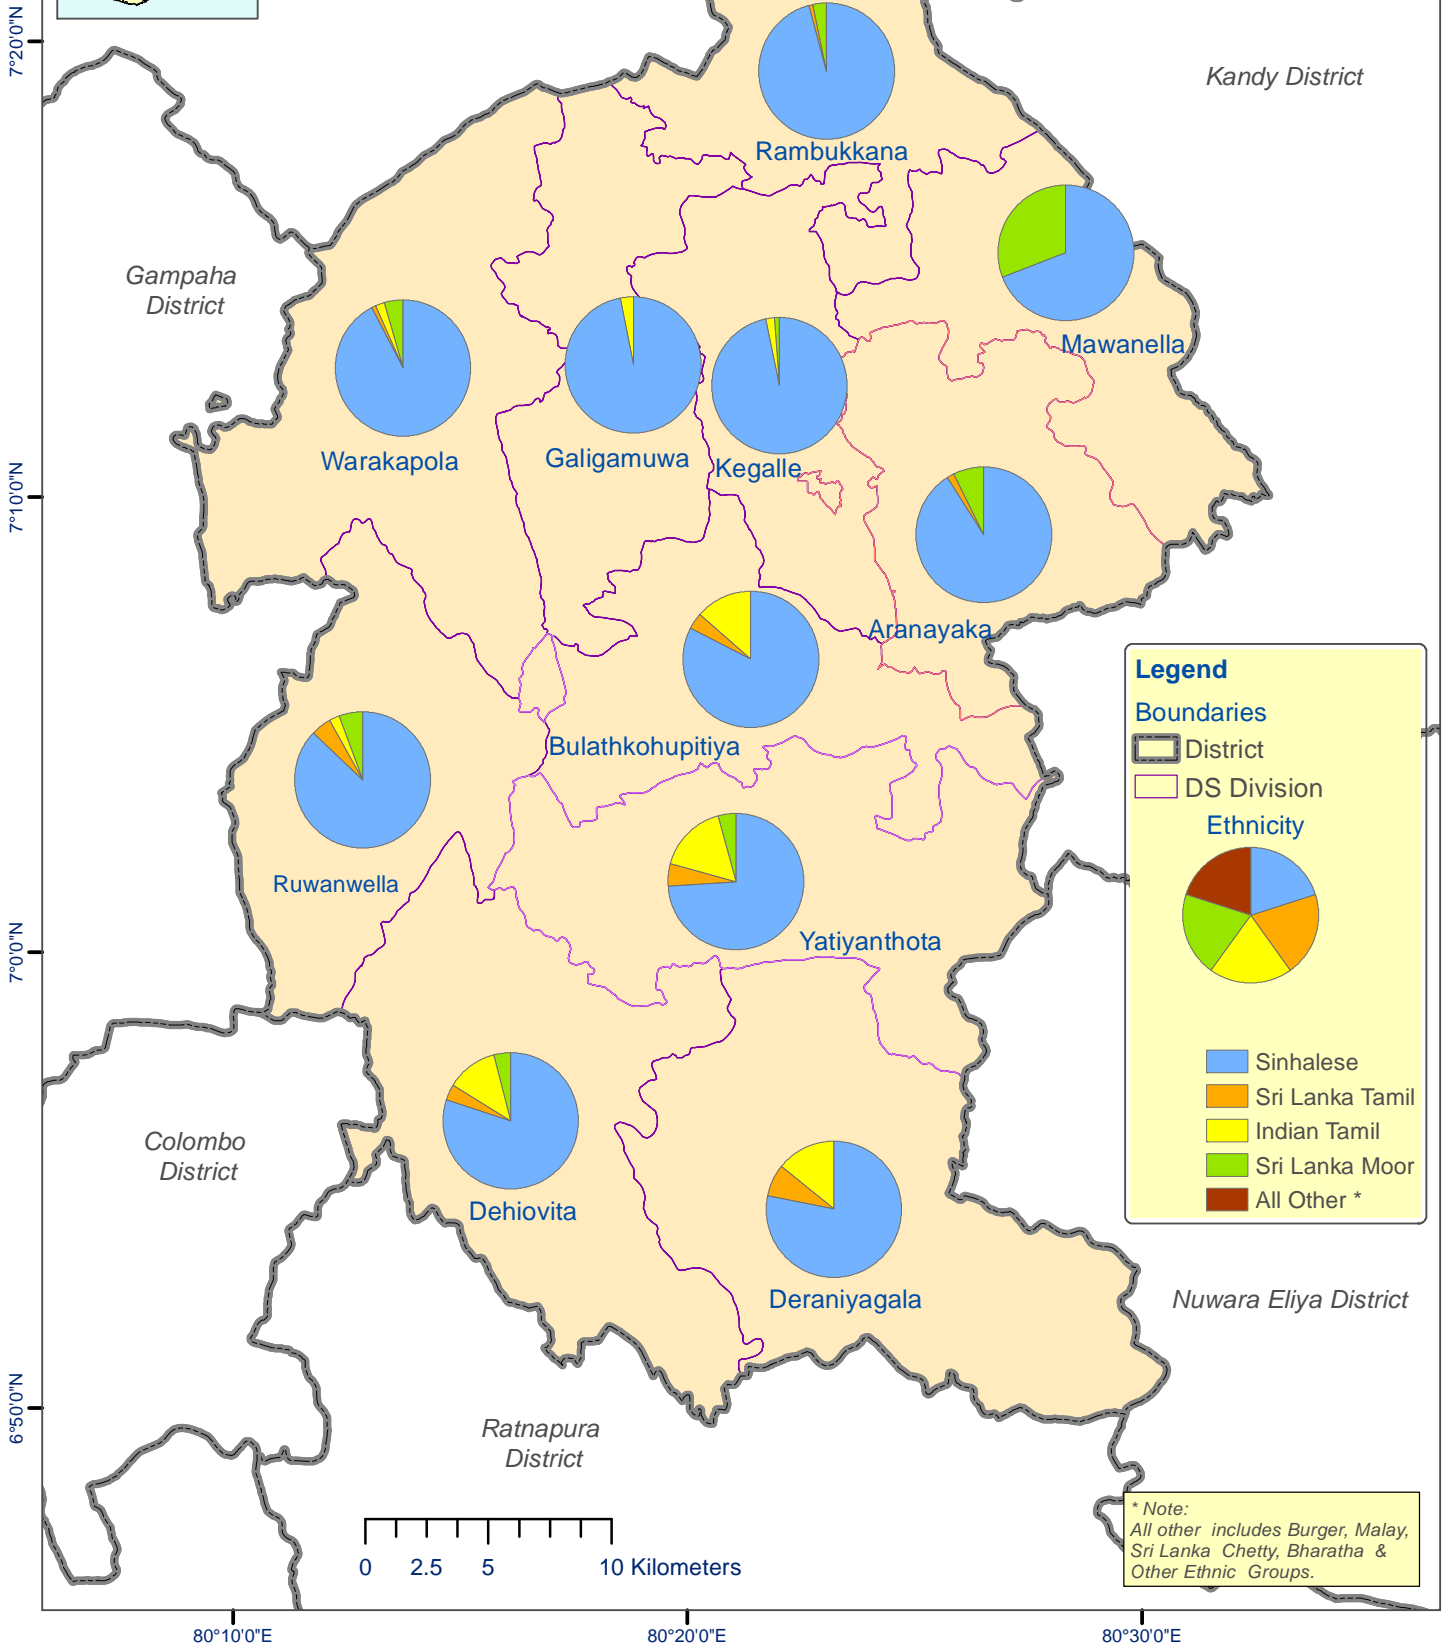 7°20'0"N
Kandy District
Rambukkana
Gampaha
District
Mawanella
Warakapola
Galigamuwa
Kegalle
7°10'0"N
Aranayaka
Legend
Boundaries
District
DS Division
Ethnicity
Sinhalese
Sri Lanka Tamil
Indian Tamil
Sri Lanka Moor
All Other *
Bulathkohupitiya
Ruwanwella
Yatiyanthota
7°0'0"N
Colombo
District
Dehiovita
Deraniyagala
Nuwara Eliya District
6°50'0"N
Ratnapura
District
* Note:
All other includes Burger, Malay,
Sri Lanka Chetty, Bharatha &
Other Ethnic Groups.
0 2.5 5 10 Kilometers
80°10'0"E 80°20'0"E 80°30'0"E